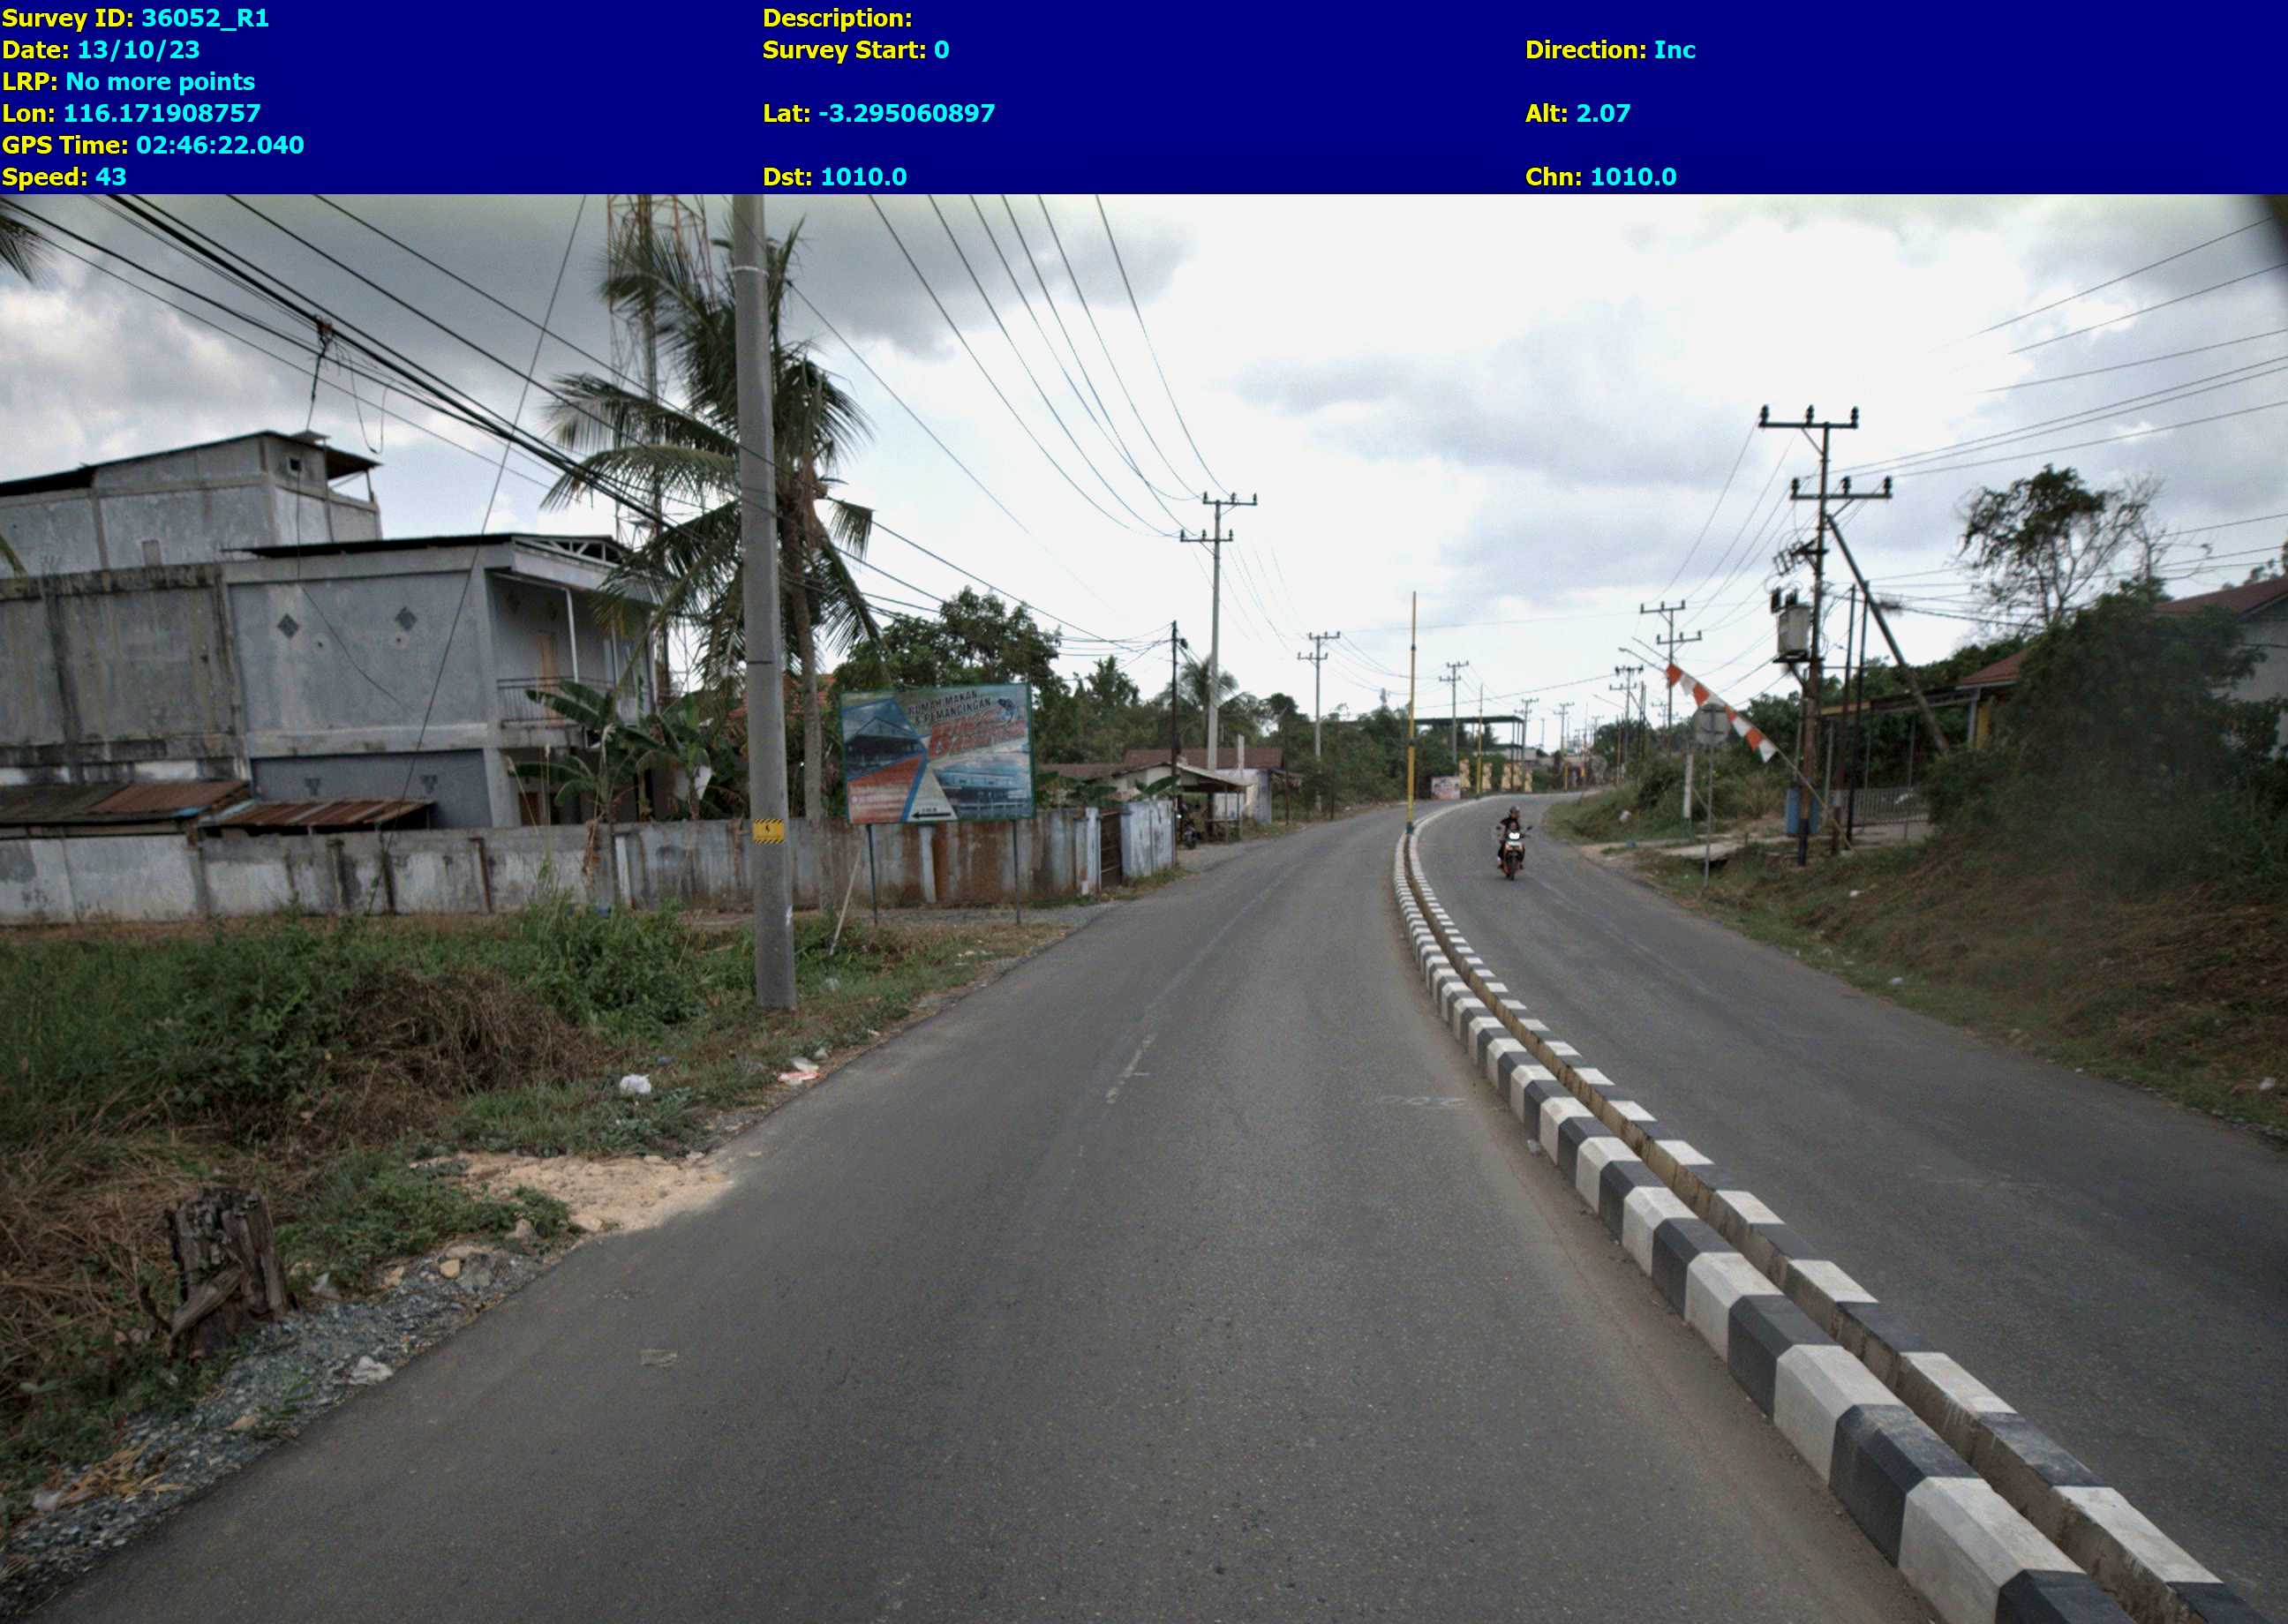 Survey ID: 36052_R1
Description:
Date: 13/10/23
Survey Start: 0
Direction: Inc
LRP: No more points
Lon: 116.171908757
Lat: -3.295060897
Alt: 2.07
GPS Time: 02:46:22.040
Speed: 43
Dst: 1010.0
Chn: 1010.0
RUMAH MAKAN
& PEMANCINGAN